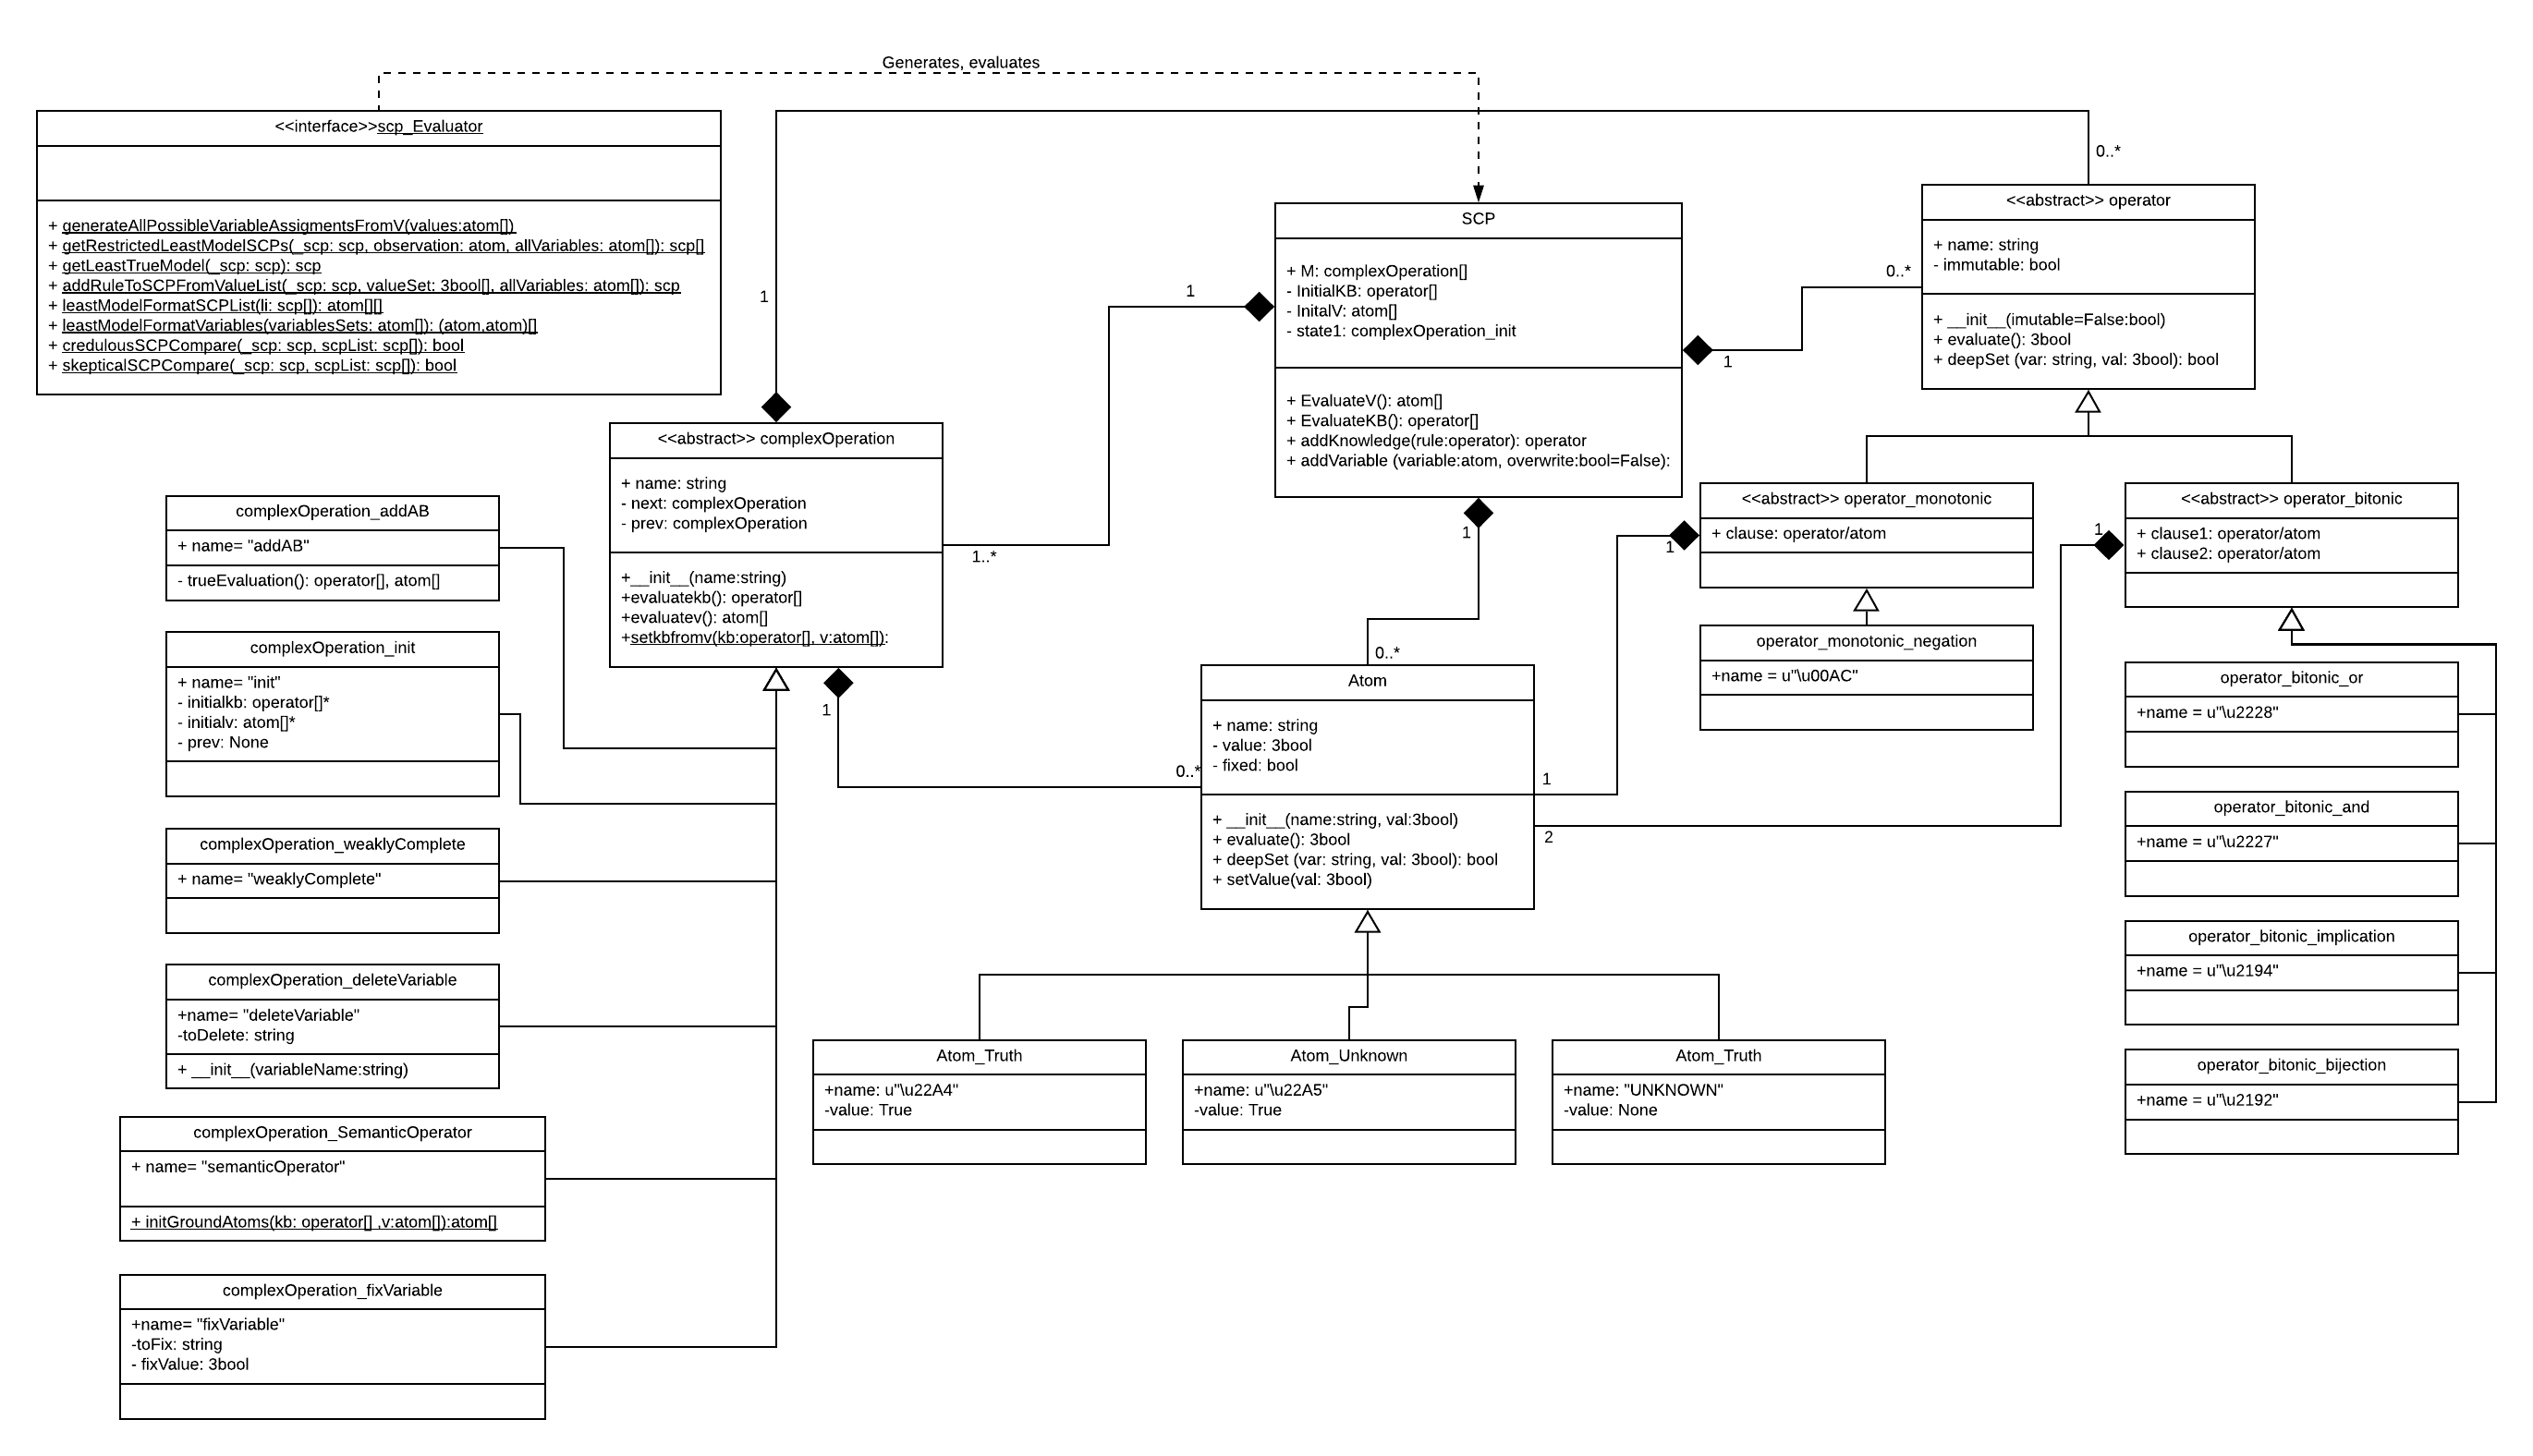 Generates, evaluates
<<interface>>scp_Evaluator
+ generateAllPossibleVariableAssigmentsFromV(values:atom[])
+ getRestrictedLeastModelSCPs(_scp: scp, observation: atom, allVariables: atom[]): scp[]
+ getLeastTrueModel(_scp: scp): scp
+ addRuleToSCPFromValueList(_scp: scp, valueSet: 3bool[], allVariables: atom[]): scp
+ leastModelFormatSCPList(li: scp[]): atom[][]
+ leastModelFormatVariables(variablesSets: atom[]): (atom,atom)[]
+ credulousSCPCompare(_scp: scp, scpList: scp[]): bool
+ skepticalSCPCompare(_scp: scp, scpList: scp[]): bool
1
<<abstract>> complexOperation
+ name: string
- next: complexOperation
- prev: complexOperation
+__init__(name:string)
+evaluatekb(): operator[]
+evaluatev(): atom[]
+setkbfromv(kb:operator[], v:atom[]):
1..*
1
1
0..*
SCP
+ M: complexOperation[]
- InitialKB: operator[]
- InitalV: atom[]
- state1: complexOperation_init
+ EvaluateV(): atom[]
+ EvaluateKB(): operator[]
+ addKnowledge(rule:operator): operator
+ addVariable (variable:atom, overwrite:bool=False):
1
0..*
1
0..*
0..*
<<abstract>> operator
+ name: string
- immutable: bool
+ __init__(imutable=False:bool)
+ evaluate(): 3bool
+ deepSet (var: string, val: 3bool): bool
<<abstract>> operator_monotonic
+ clause: operator/atom
1
1
operator_monotonic_negation
+name = u"\u00AC"
<<abstract>> operator_bitonic
+ clause1: operator/atom
+ clause2: operator/atom
1
2
operator_bitonic_or
+name = u"\u2228"
operator_bitonic_and
+name = u"\u2227"
operator_bitonic_implication
+name = u"\u2194"
operator_bitonic_bijection
+name = u"\u2192"
Atom
+ name: string
- value: 3bool
- fixed: bool
+ __init__(name:string, val:3bool)
+ evaluate(): 3bool
+ deepSet (var: string, val: 3bool): bool
+ setValue(val: 3bool)
Atom_Truth
+name: u"\u22A4"
-value: True
Atom_Unknown
+name: u"\u22A5"
-value: True
Atom_Truth
+name: "UNKNOWN"
-value: None
complexOperation_addAB
+ name= "addAB"
- trueEvaluation(): operator[], atom[]
complexOperation_init
+ name= "init"
- initialkb: operator[]*
- initialv: atom[]*
- prev: None
complexOperation_weaklyComplete
+ name= "weaklyComplete"
complexOperation_deleteVariable
+name= "deleteVariable"
-toDelete: string
+ __init__(variableName:string)
complexOperation_SemanticOperator
+ name= "semanticOperator"
+ initGroundAtoms(kb: operator[] ,v:atom[]):atom[]
complexOperation_fixVariable
+name= "fixVariable"
-toFix: string
- fixValue: 3bool